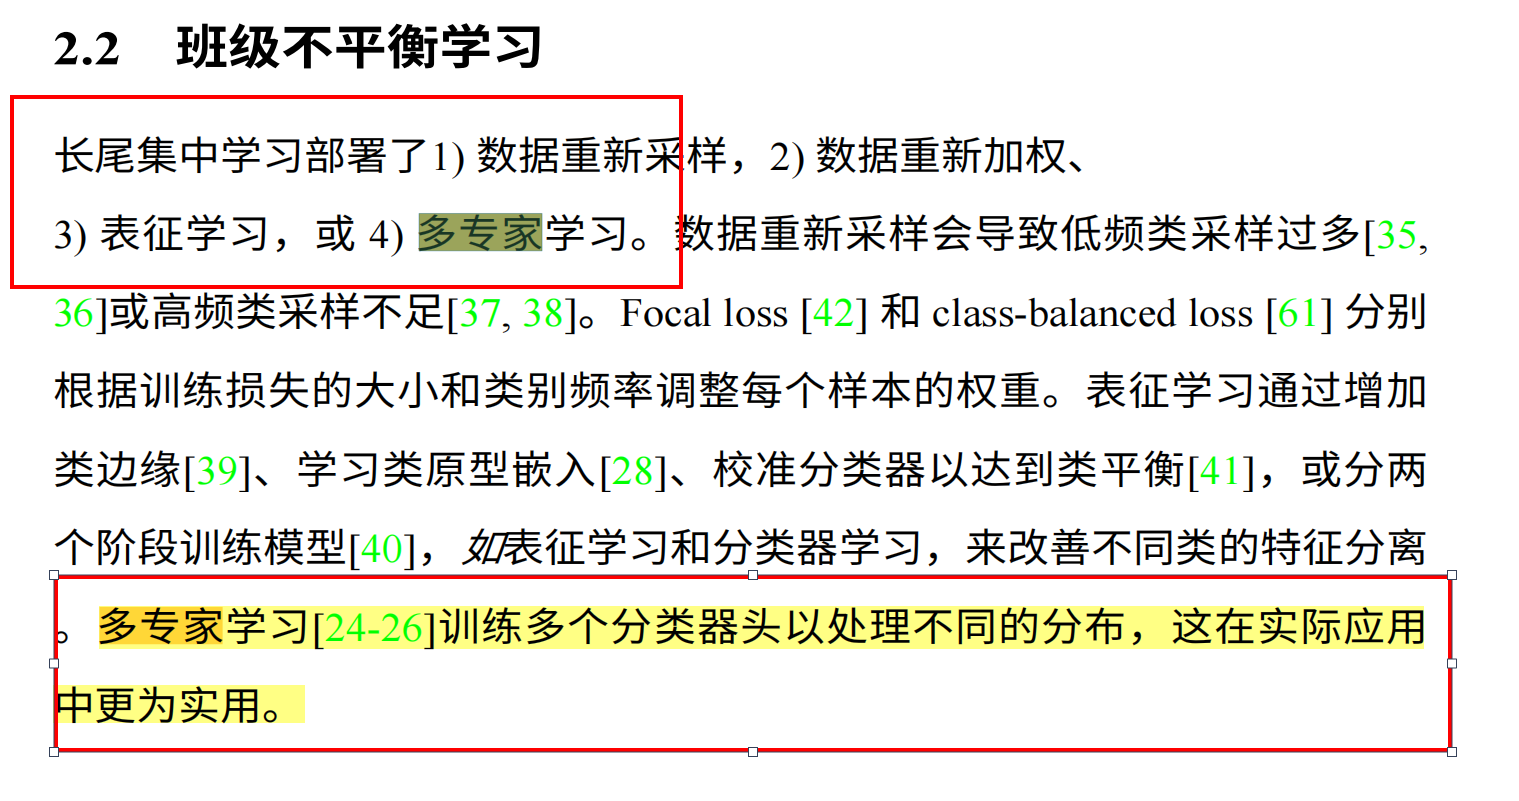 2.2 班级不平衡学习
长尾集中学习部署了1) 数据重新采样，2) 数据重新加权、
3) 表征学习，或 4) 多专家学习。数据重新采样会导致低频类采样过多[35,
36]或高频类采样不足[37, 38]。Focal loss [42] 和 class-balanced loss [61] 分别
根据训练损失的大小和类别频率调整每个样本的权重。表征学习通过增加
类边缘[39]、学习类原型嵌入[28]、校准分类器以达到类平衡[41]，或分两
个阶段训练模型[40]，如表征学习和分类器学习，来改善不同类的特征分离
。多专家学习[24-26]训练多个分类器头以处理不同的分布，这在实际应用
中更为实用。